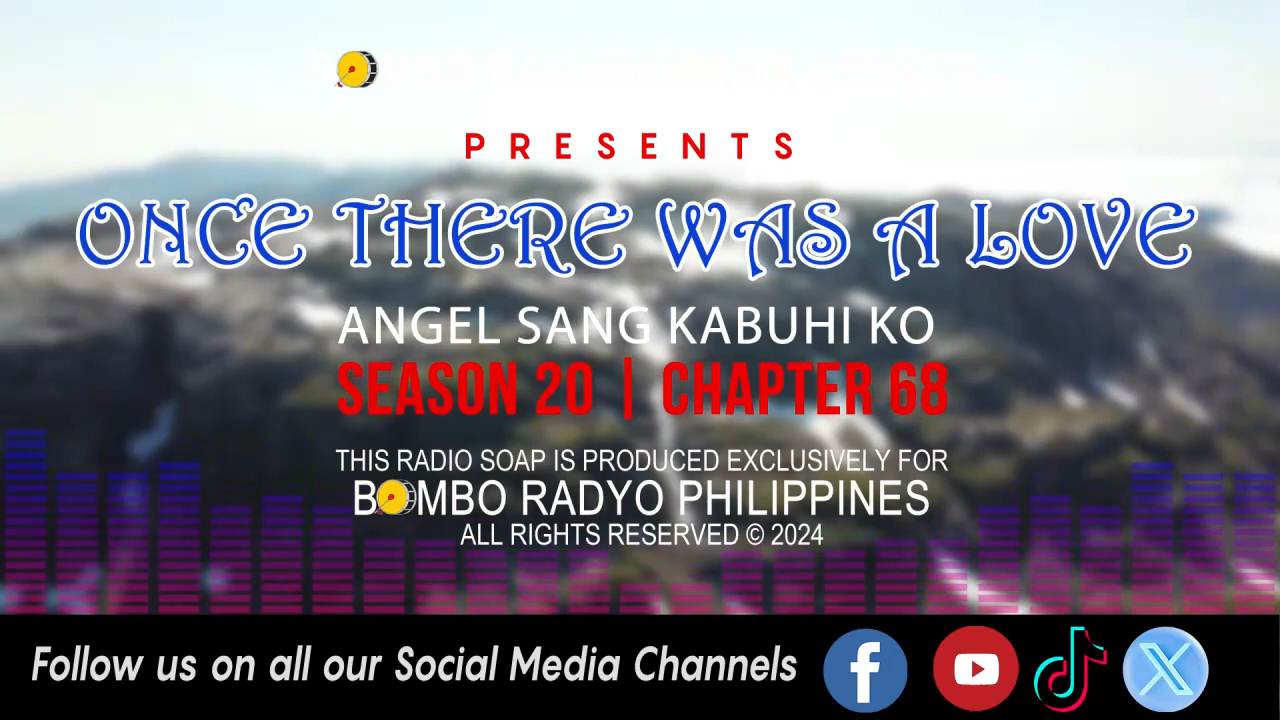 PRESENTS
ONCE THERE WAS A LOVE
ANGEL SANG KABUHI KO
SEASON 20 | CHAPTER 68
THIS RADIO SOAP IS PRODUCED EXCLUSIVELY FOR
BOMBO RADYO PHILIPPINES
ALL RIGHTS RESERVED © 2024
Follow us on all our Social Media Channels